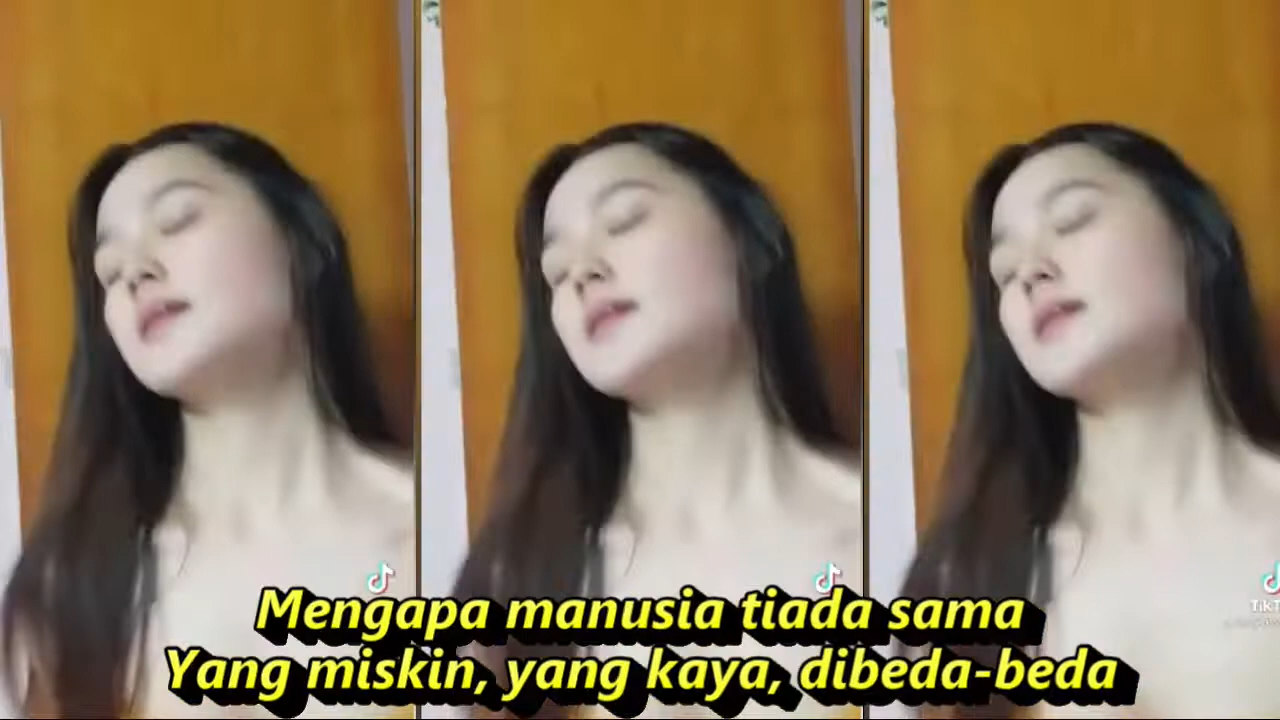 Mengapa manusia tiada sama
Yang miskin, yang kaya, dibeda-beda